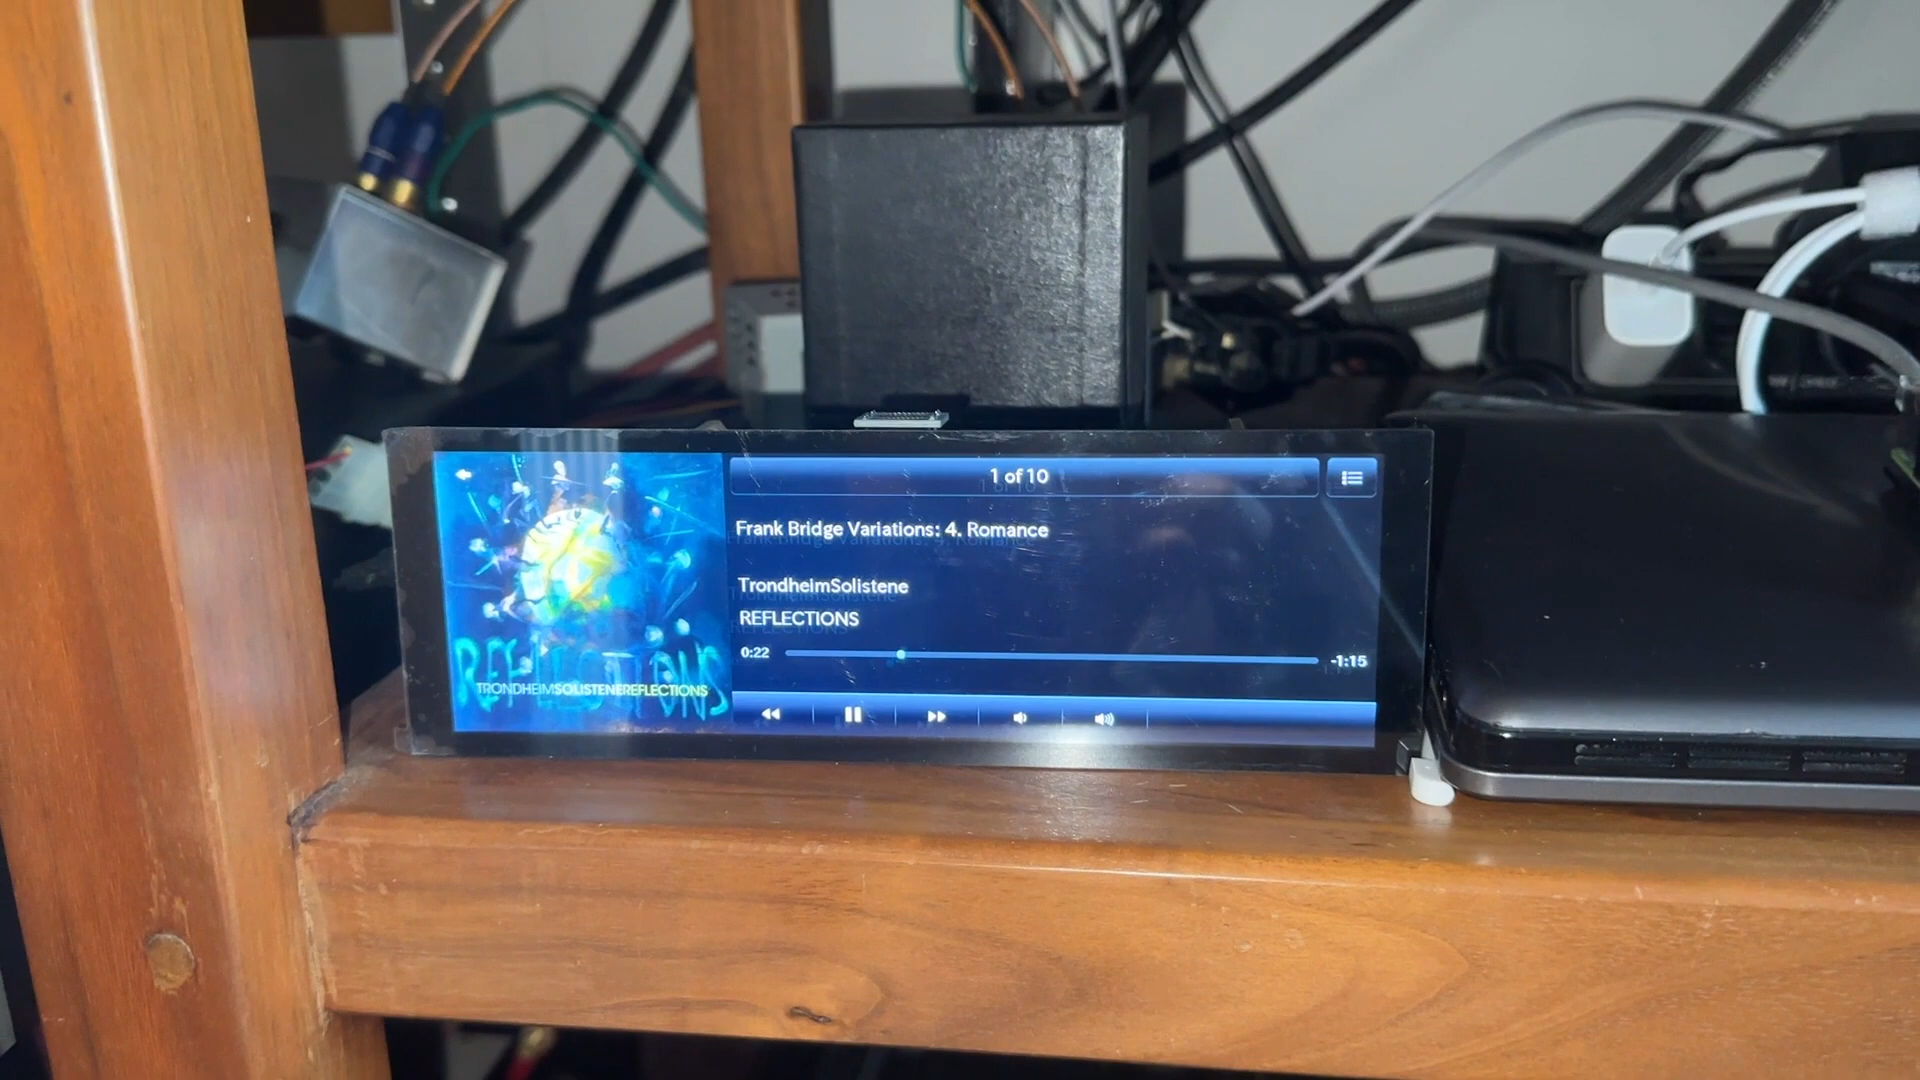 1 of 10
Frank Bridge Variations: 4. Romance
TrondheimSolistene
REFLECTIONS
0:22
-1:15
REFLECTIONS
TRONDHEIMSOLISTENEREFLECTIONS